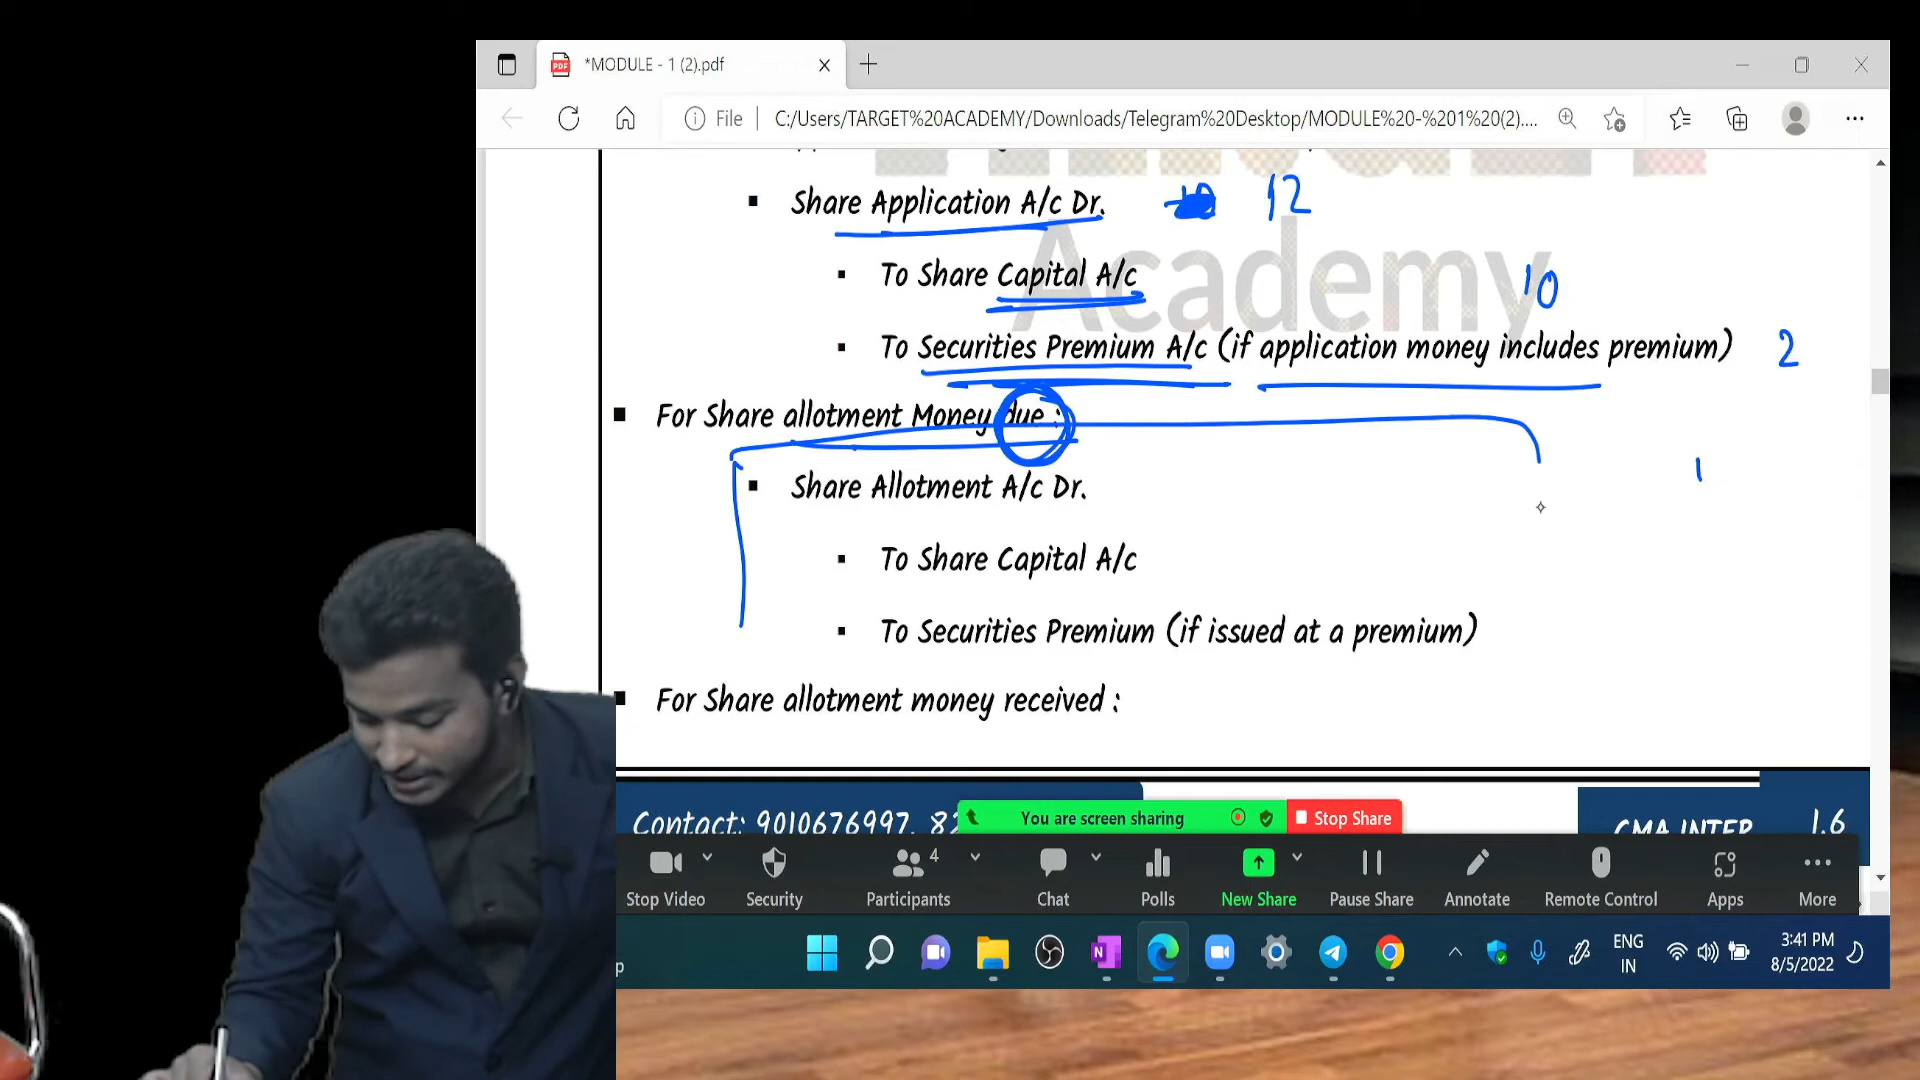 *MODULE - 1 (2).pdf
File C:/Users/TARGET%20ACADEMY/Downloads/Telegram%20Desktop/MODULE%20-%201%20(2)....
Share Application A/c Dr. 12
Academy
To Share Capital A/c 10
To Securities Premium A/c (if application money includes premium) 2
For Share allotment Money due :
Share Allotment A/c Dr. 1
To Share Capital A/c
To Securities Premium (if issued at a premium)
For Share allotment money received :
Contact: 9010676997, 82
You are screen sharing
Stop Share
CMA INTER 1.6
4
Stop Video Security Participants Chat Polls New Share Pause Share Annotate Remote Control Apps More
ENG
IN
3:41 PM
8/5/2022